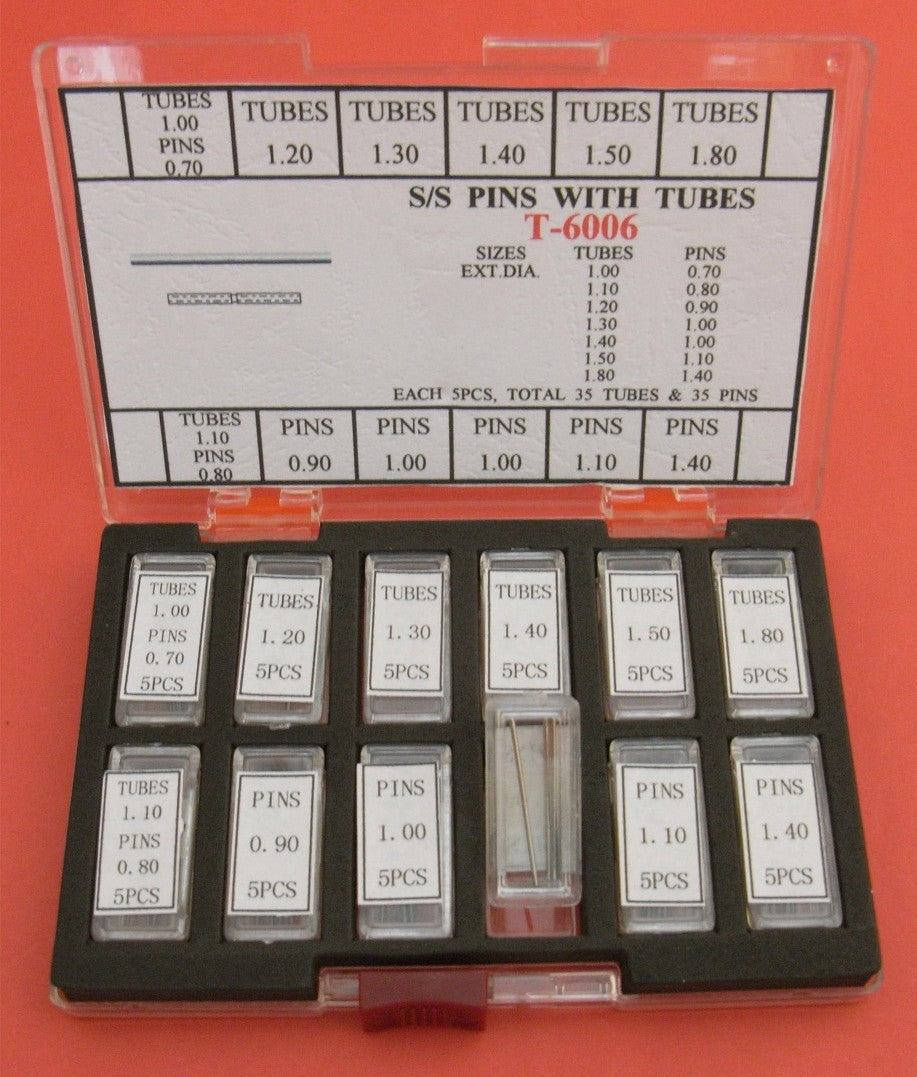 TUBES
1.00
PINS
0.70
TUBES
1.20
TUBES
1.30
TUBES
1.40
TUBES
1.50
TUBES
1.80
S/S PINS WITH TUBES
T-6006
SIZES TUBES PINS
EXT.DIA. 1.00 0.70
1.10 0.80
1.20 0.90
1.30 1.00
1.40 1.00
1.50 1.10
1.80 1.40
EACH 5PCS, TOTAL 35 TUBES & 35 PINS
TUBES
1.10
PINS
0.80
PINS
0.90
PINS
1.00
PINS
1.00
PINS
1.10
PINS
1.40
TUBES
1.00
PINS
0.70
5PCS
TUBES
1.20
5PCS
TUBES
1.30
5PCS
TUBES
1.40
5PCS
TUBES
1.50
5PCS
TUBES
1.80
5PCS
TUBES
1.10
PINS
0.80
5PCS
PINS
0.90
5PCS
PINS
1.00
5PCS
PINS
1.10
5PCS
PINS
1.40
5PCS